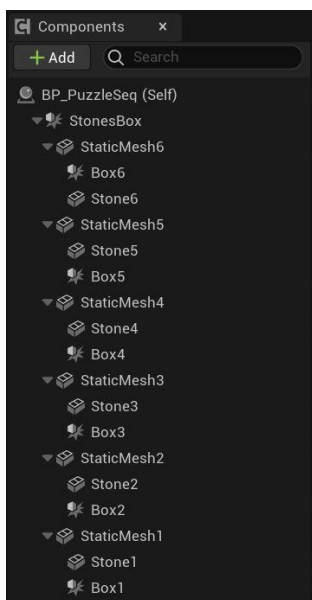 Components
Add Search
BP_PuzzleSeq (Self)
StonesBox
StaticMesh6
Box6
Stone6
StaticMesh5
Stone5
Box5
StaticMesh4
Stone4
Box4
StaticMesh3
Stone3
Box3
StaticMesh2
Stone2
Box2
StaticMesh1
Stone1
Box1